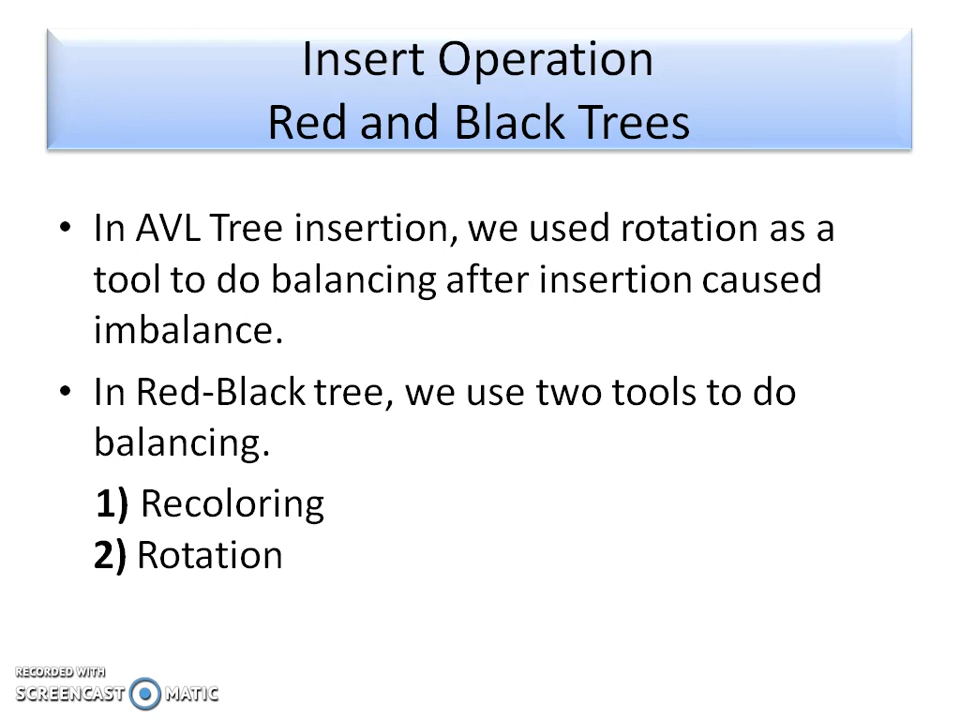 Insert Operation
Red and Black Trees
• In AVL Tree insertion, we used rotation as a
tool to do balancing after insertion caused
imbalance.
• In Red-Black tree, we use two tools to do
balancing.
1) Recoloring
2) Rotation
RECORDED WITH
SCREENCAST MATIC